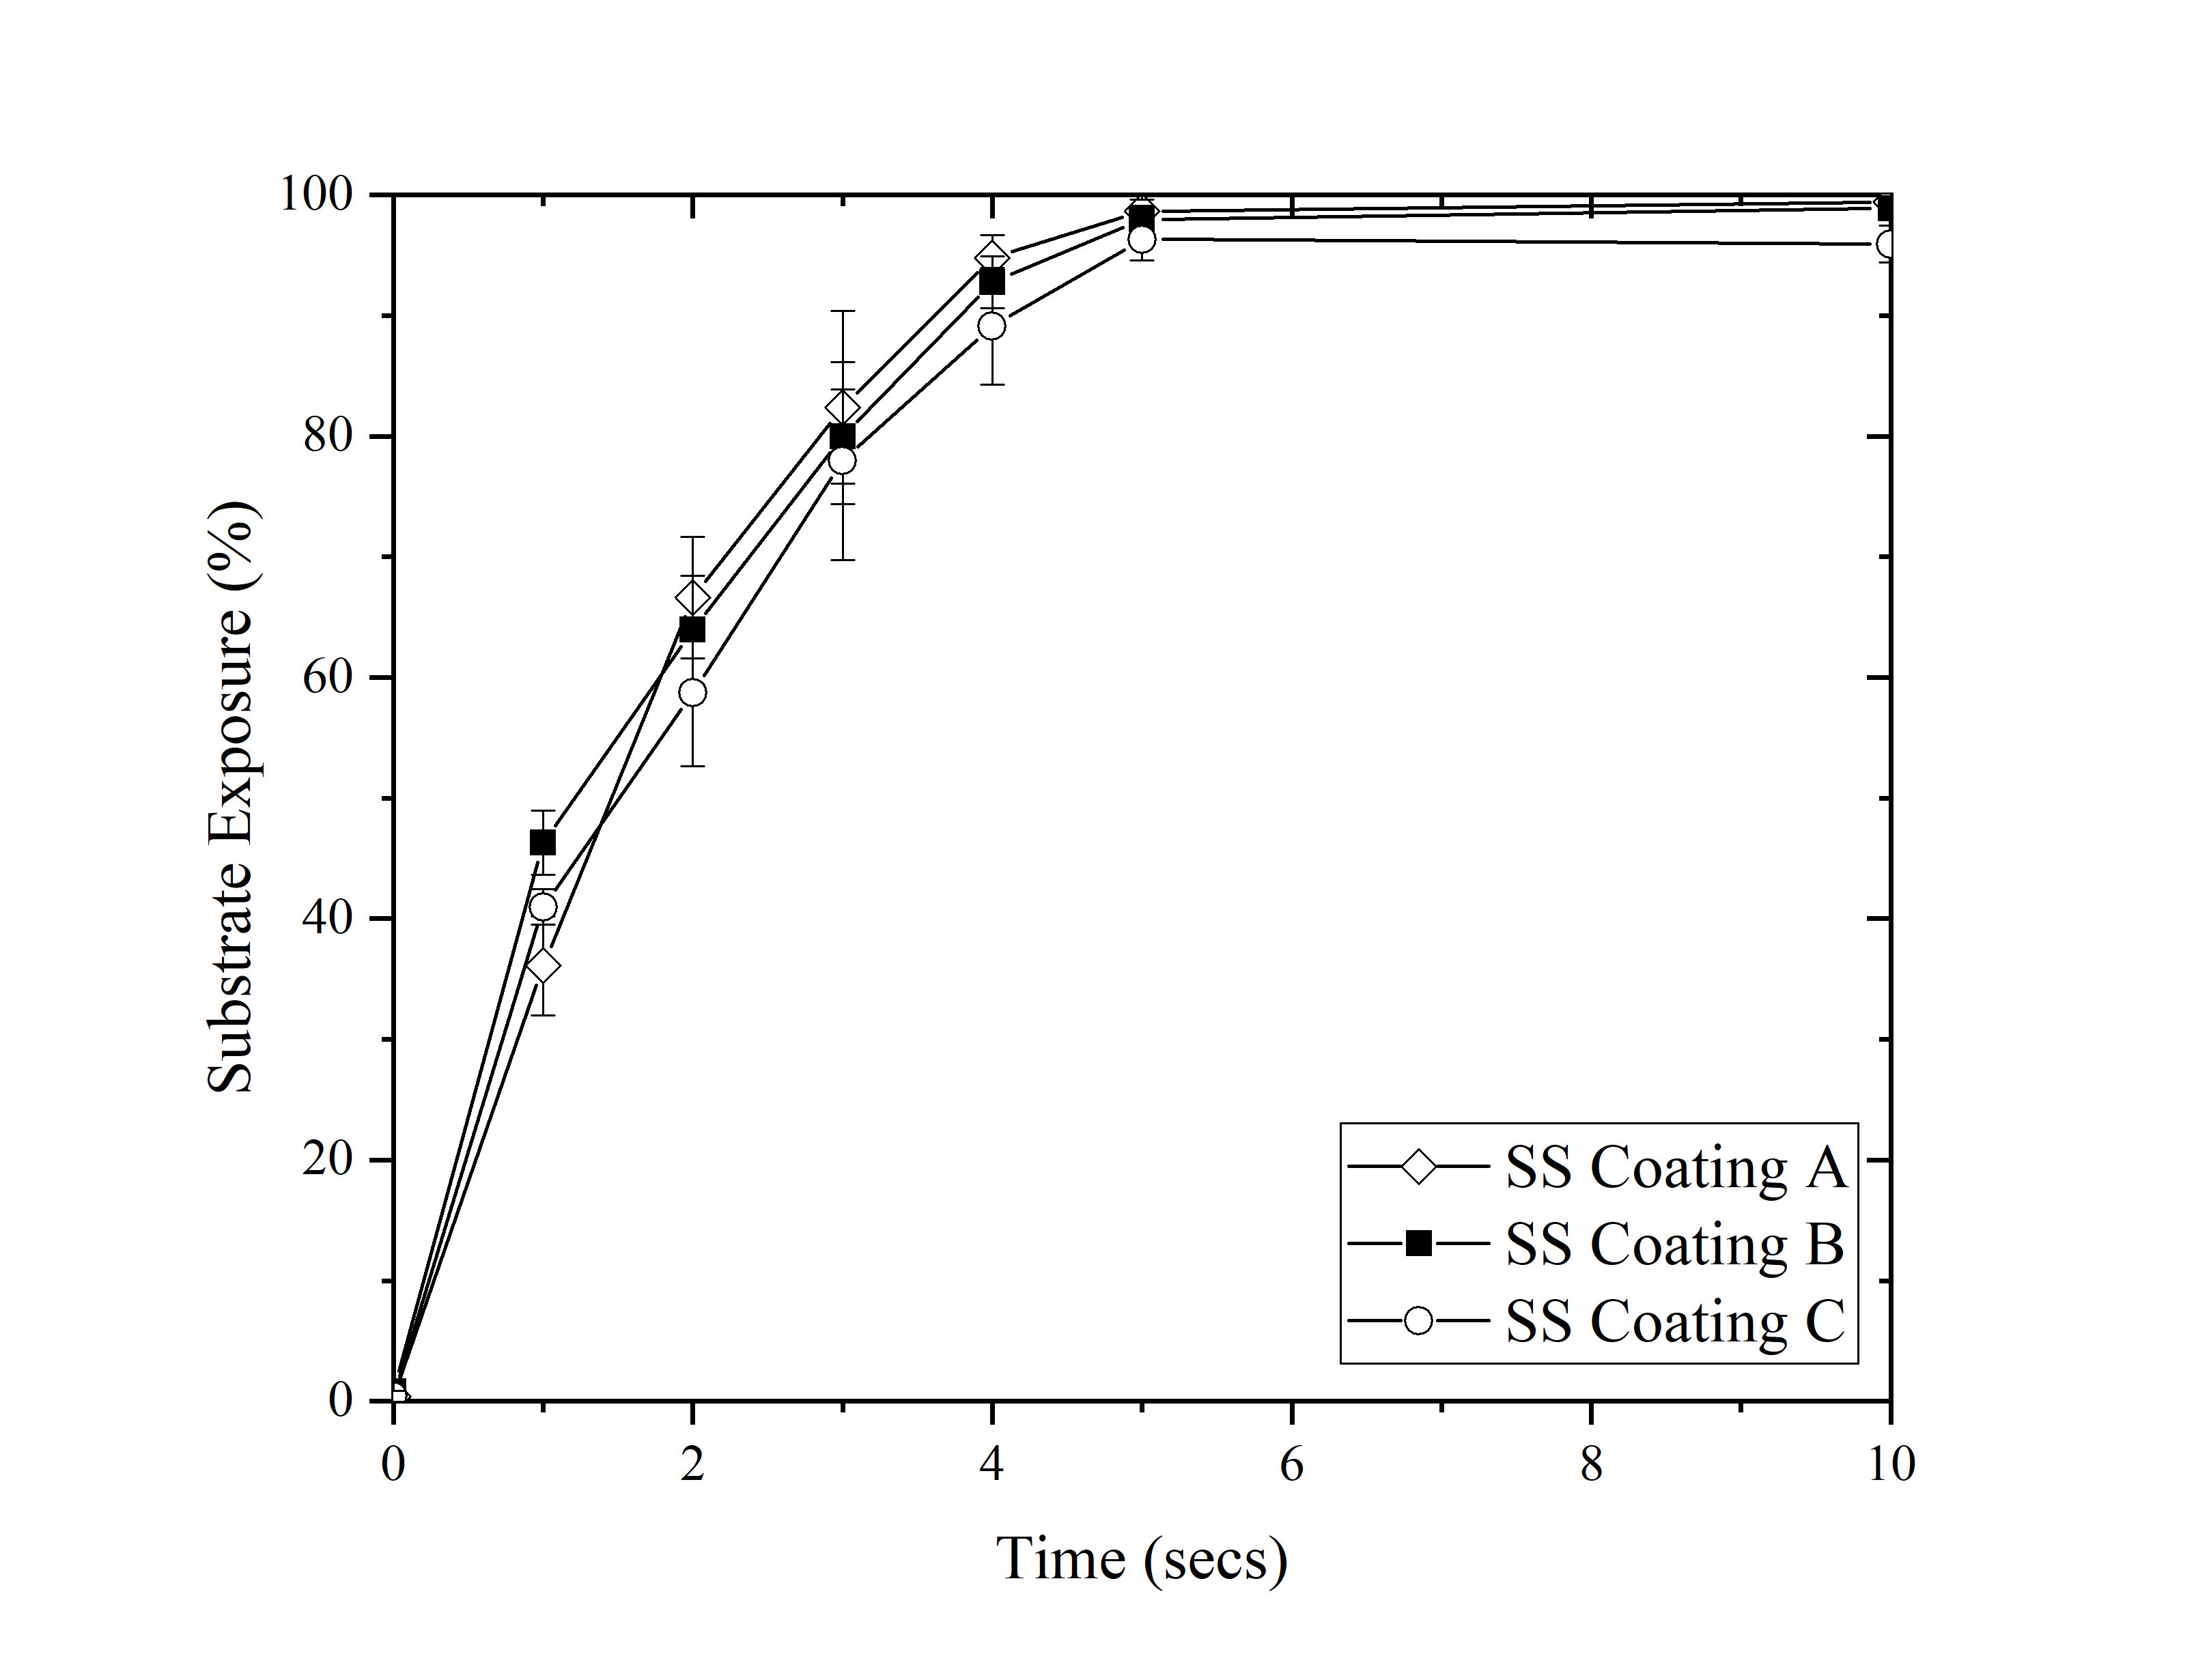 100
80
60
40
20
0
Substrate Exposure (%)
SS Coating A
SS Coating B
SS Coating C
0 2 4 6 8 10
Time (secs)